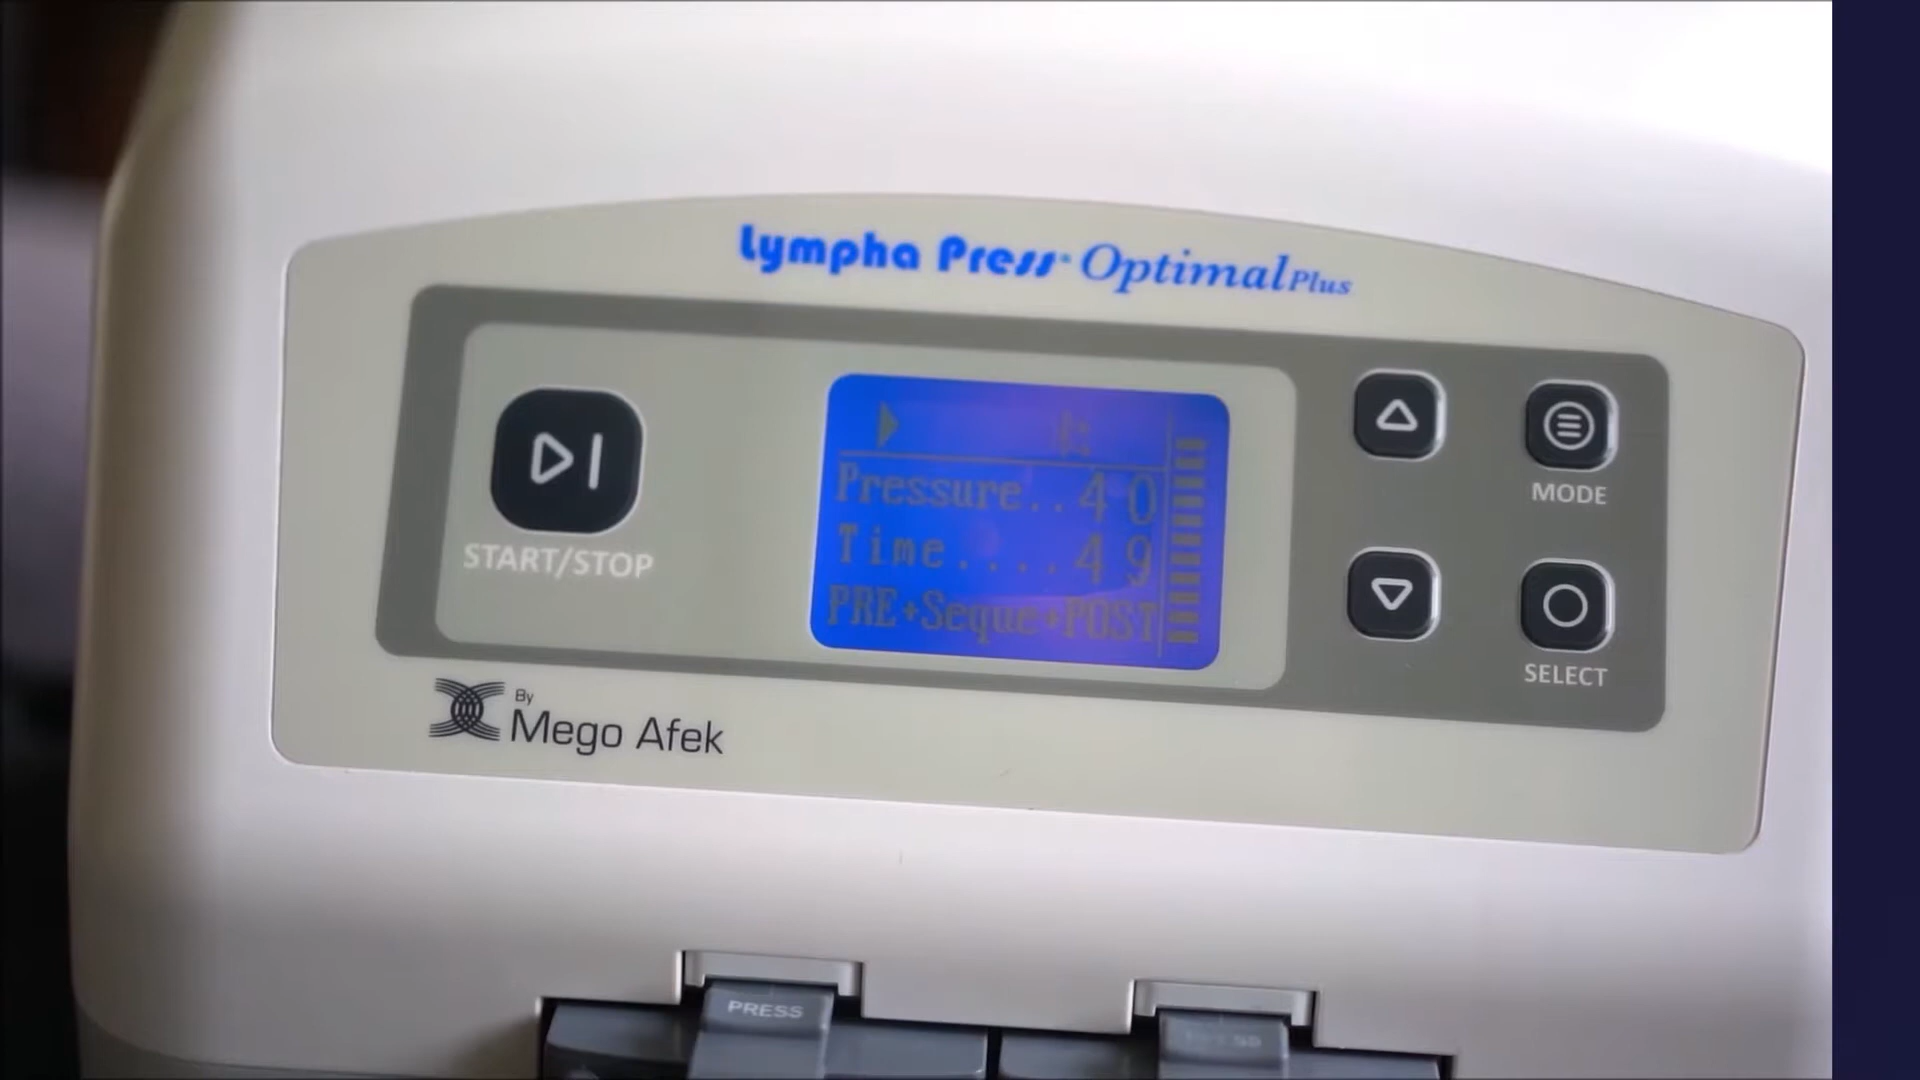 Lympha Press Optimal Plus
Pressure..40
Time....49
PRE+Seque+POST
START/STOP
MODE
SELECT
By
Mego Afek
PRESS